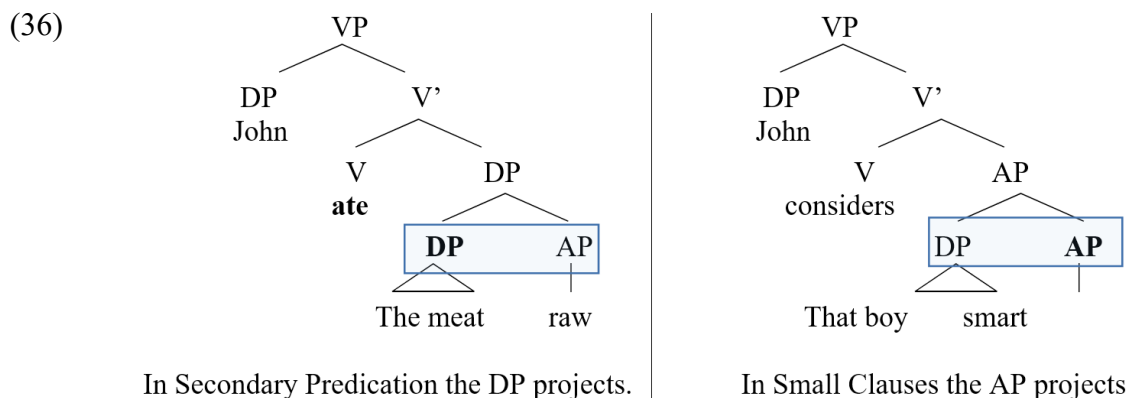 (36)
VP
DP V’
John
V DP
ate
DP AP
The meat raw
In Secondary Predication the DP projects.
VP
DP V’
John
V AP
considers
DP AP
That boy smart
In Small Clauses the AP projects